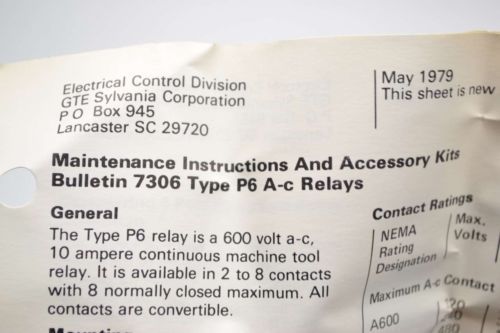 Electrical Control Division
GTE Sylvania Corporation
P O Box 945
Lancaster SC 29720
May 1979
This sheet is new
Maintenance Instructions And Accessory Kits
Bulletin 7306 Type P6 A-c Relays
General
The Type P6 relay is a 600 volt a-c,
10 ampere continuous machine tool
relay. It is available in 2 to 8 contacts
with 8 normally closed maximum. All
contacts are convertible.
Contact Ratings
NEMA
Rating
Designation
Max.
Volts
Maximum A-c Contact
A600